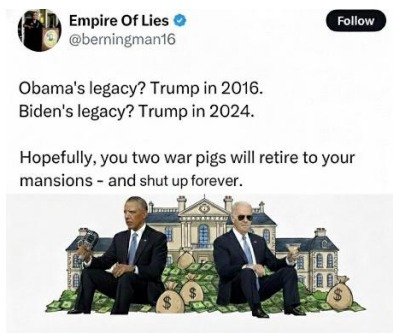 Empire Of Lies
@berningman16
Follow
Obama's legacy? Trump in 2016.
Biden's legacy? Trump in 2024.
Hopefully, you two war pigs will retire to your
mansions - and shut up forever.
$
$
$
$